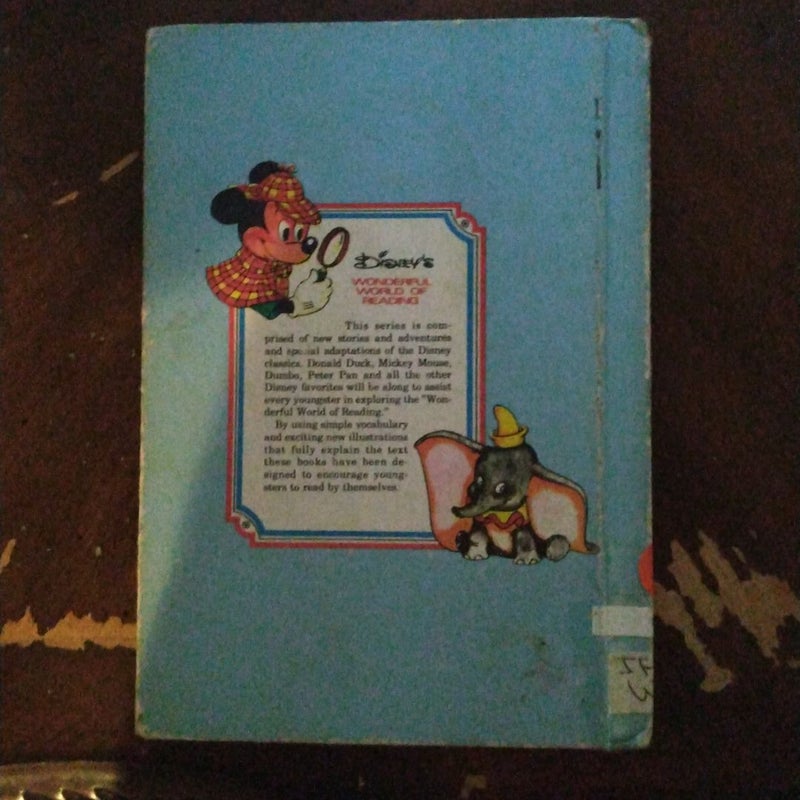 Disney's
WONDERFUL
WORLD OF
READING
This series is com-
prised of new stories and adventures
and special adaptations of the Disney
classics. Donald Duck, Mickey Mouse,
Dumbo, Peter Pan and all the other
Disney favorites will be along to assist
every youngster in exploring the "Won-
derful World of Reading."
By using simple vocabulary
and exciting new illustrations
that fully explain the text
these books have been de-
signed to encourage young-
sters to read by themselves.